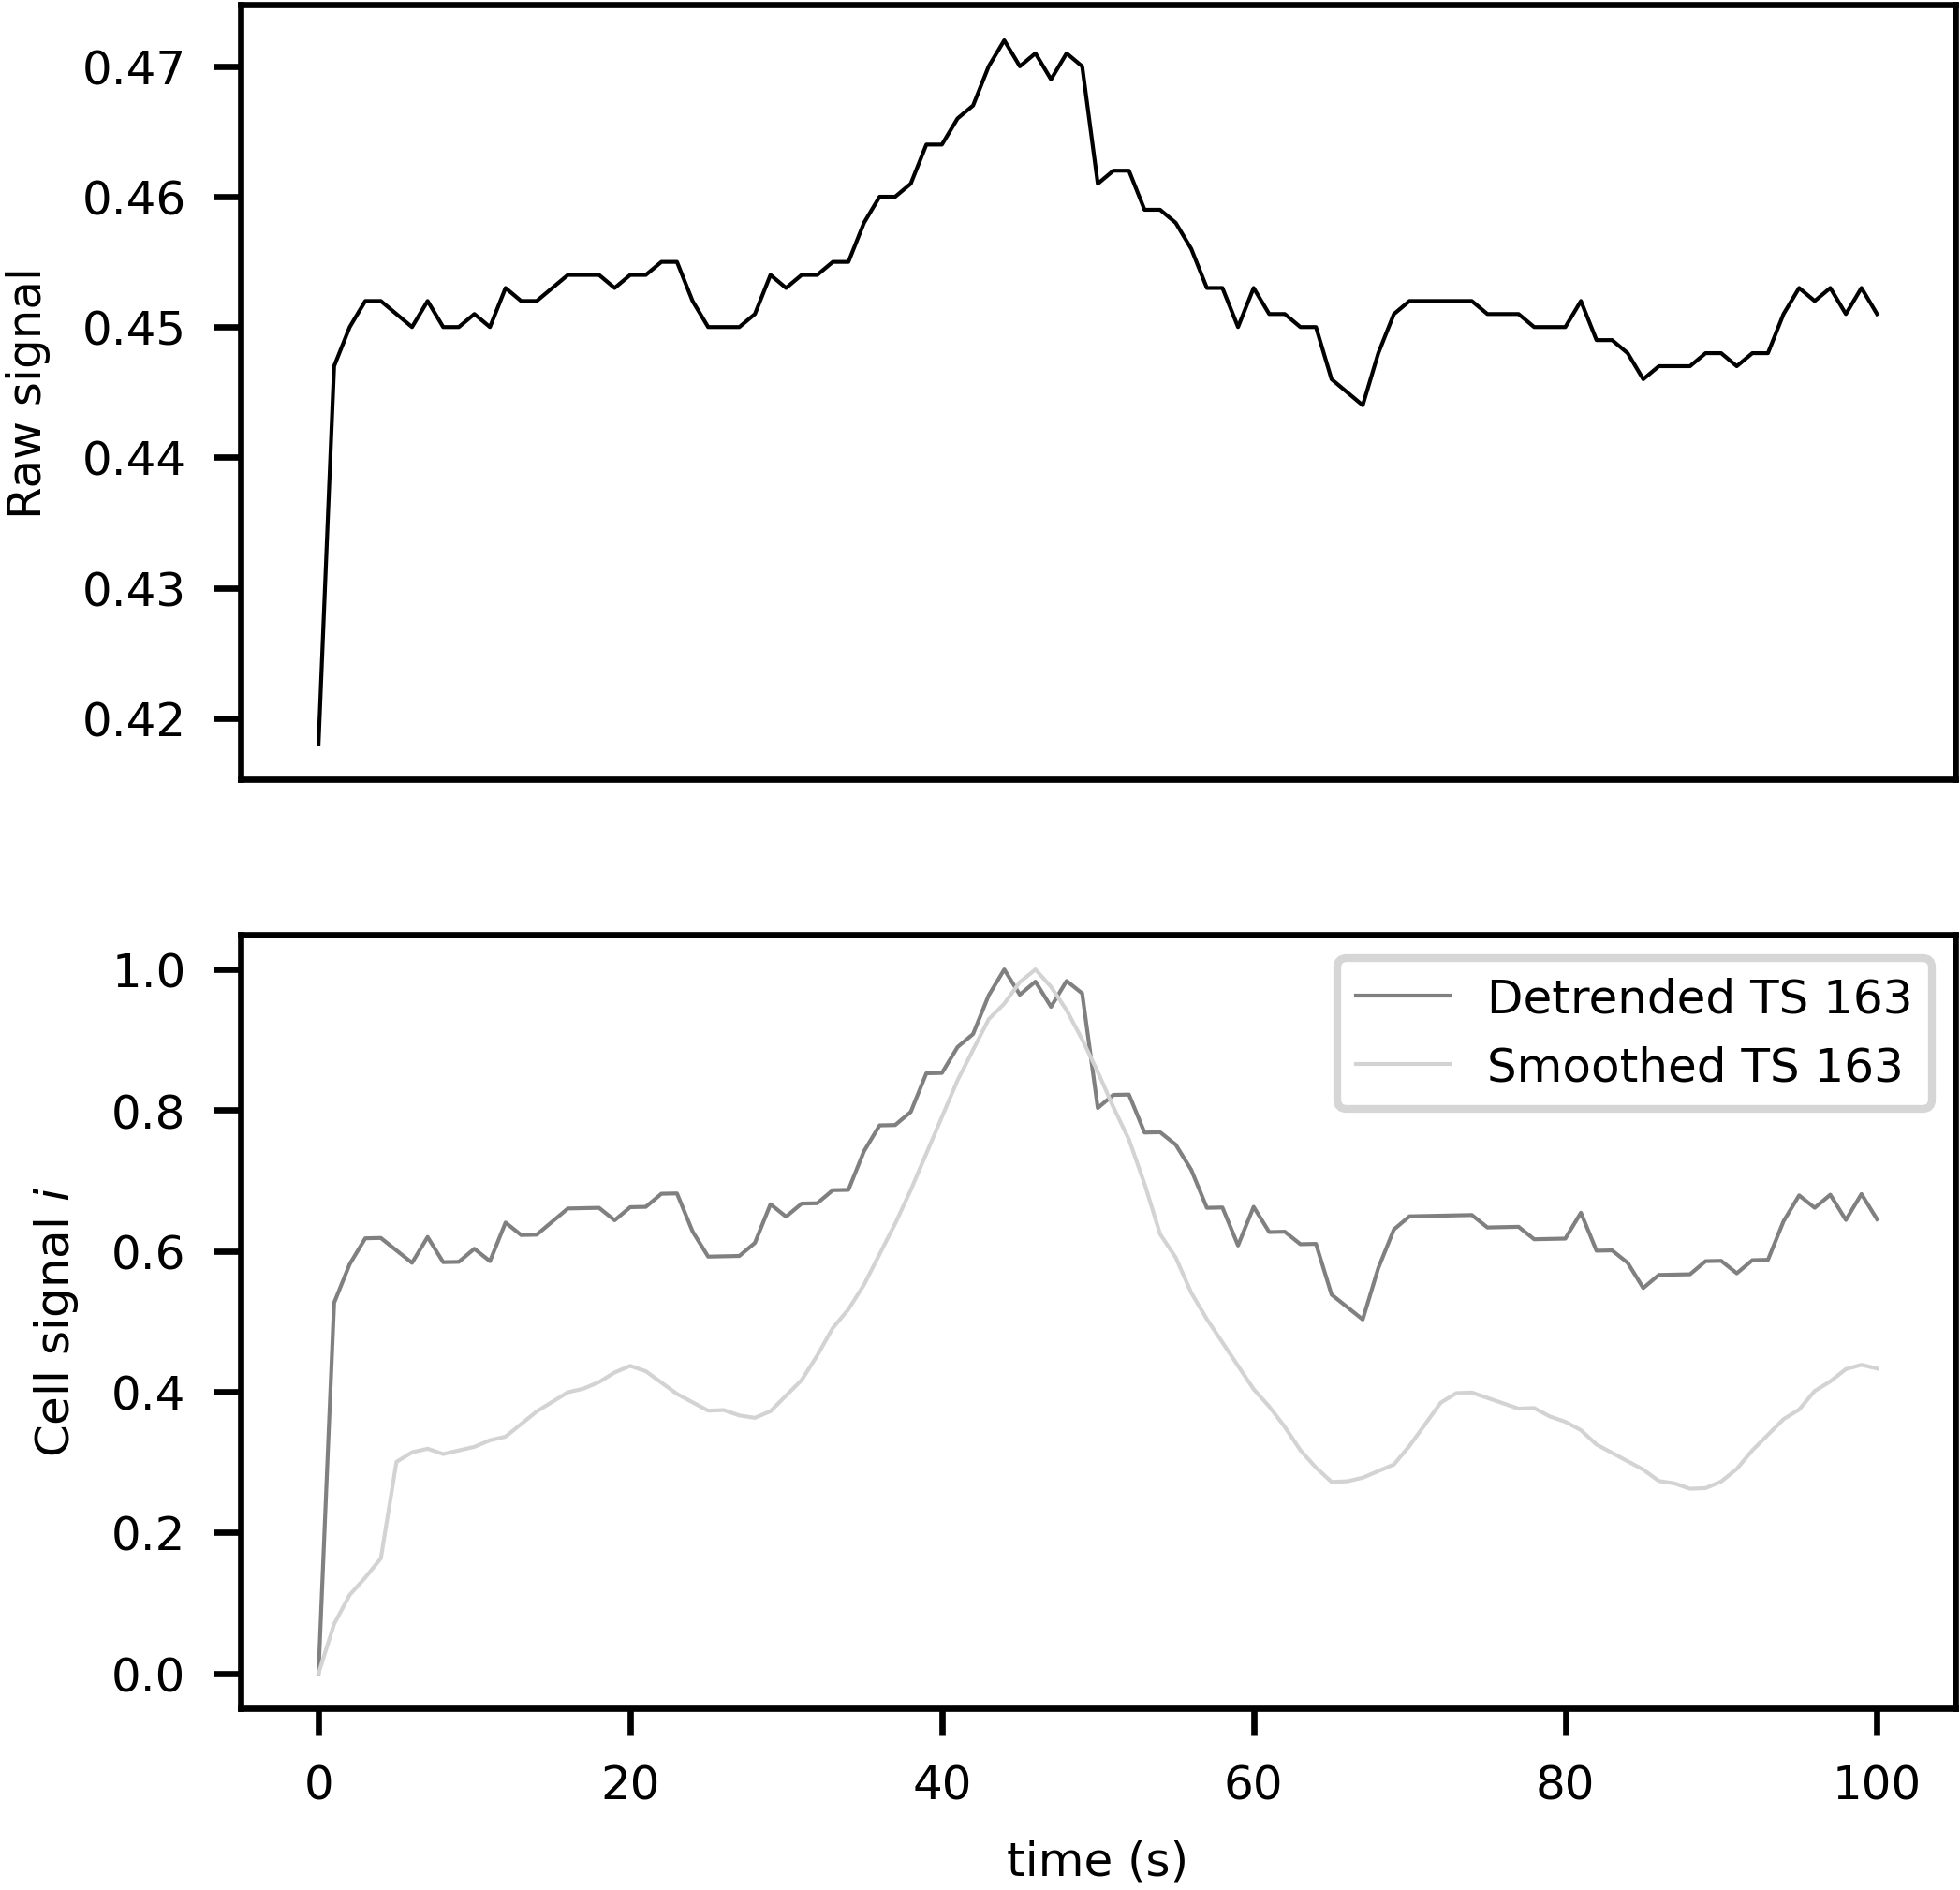 Raw signal
0.47
0.46
0.45
0.44
0.43
0.42
Cell signal i
1.0
0.8
0.6
0.4
0.2
0.0
Detrended TS 163
Smoothed TS 163
0 20 40 60 80 100
time (s)